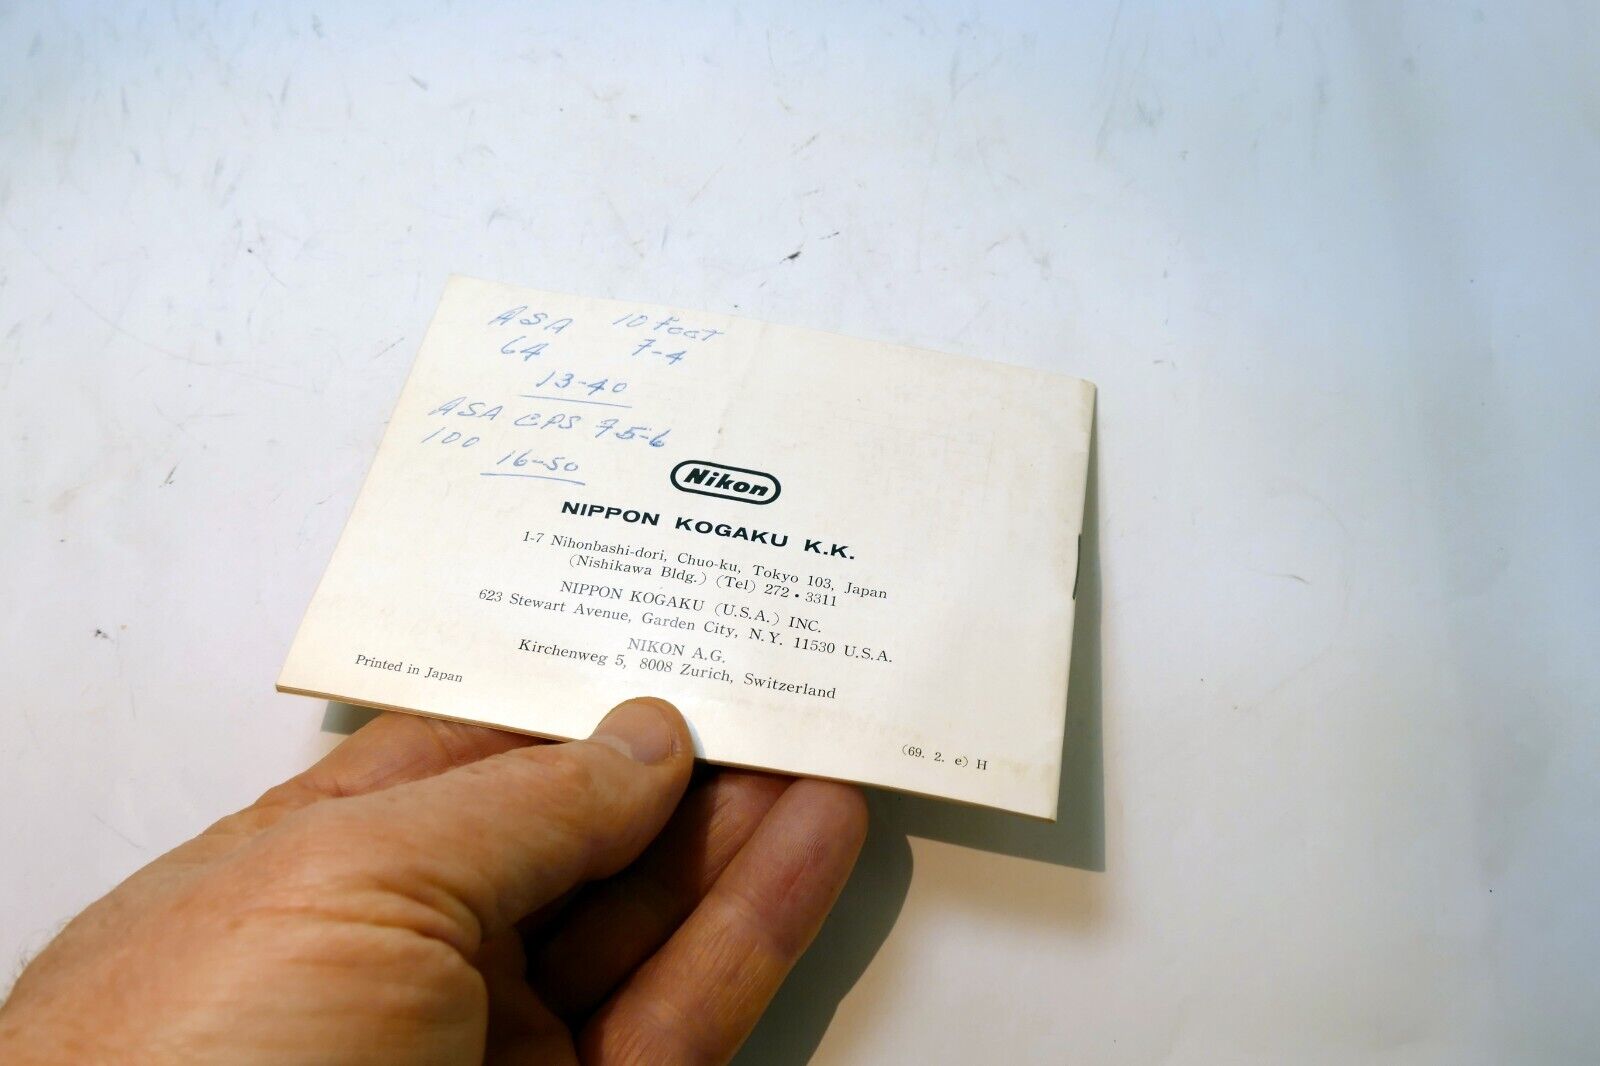 ASA 10 Feet
64 7-4
13-40
ASA CPS 75-6
100
16-50
Nikon
NIPPON KOGAKU K.K.
1-7 Nihonbashi-dori, Chuo-ku, Tokyo 103, Japan
(Nishikawa Bldg.) (Tel) 272・3311
NIPPON KOGAKU (U.S.A.) INC.
623 Stewart Avenue, Garden City, N.Y. 11530 U.S.A.
NIKON A.G.
Kirchenweg 5, 8008 Zurich, Switzerland
Printed in Japan
(69. 2. e) H